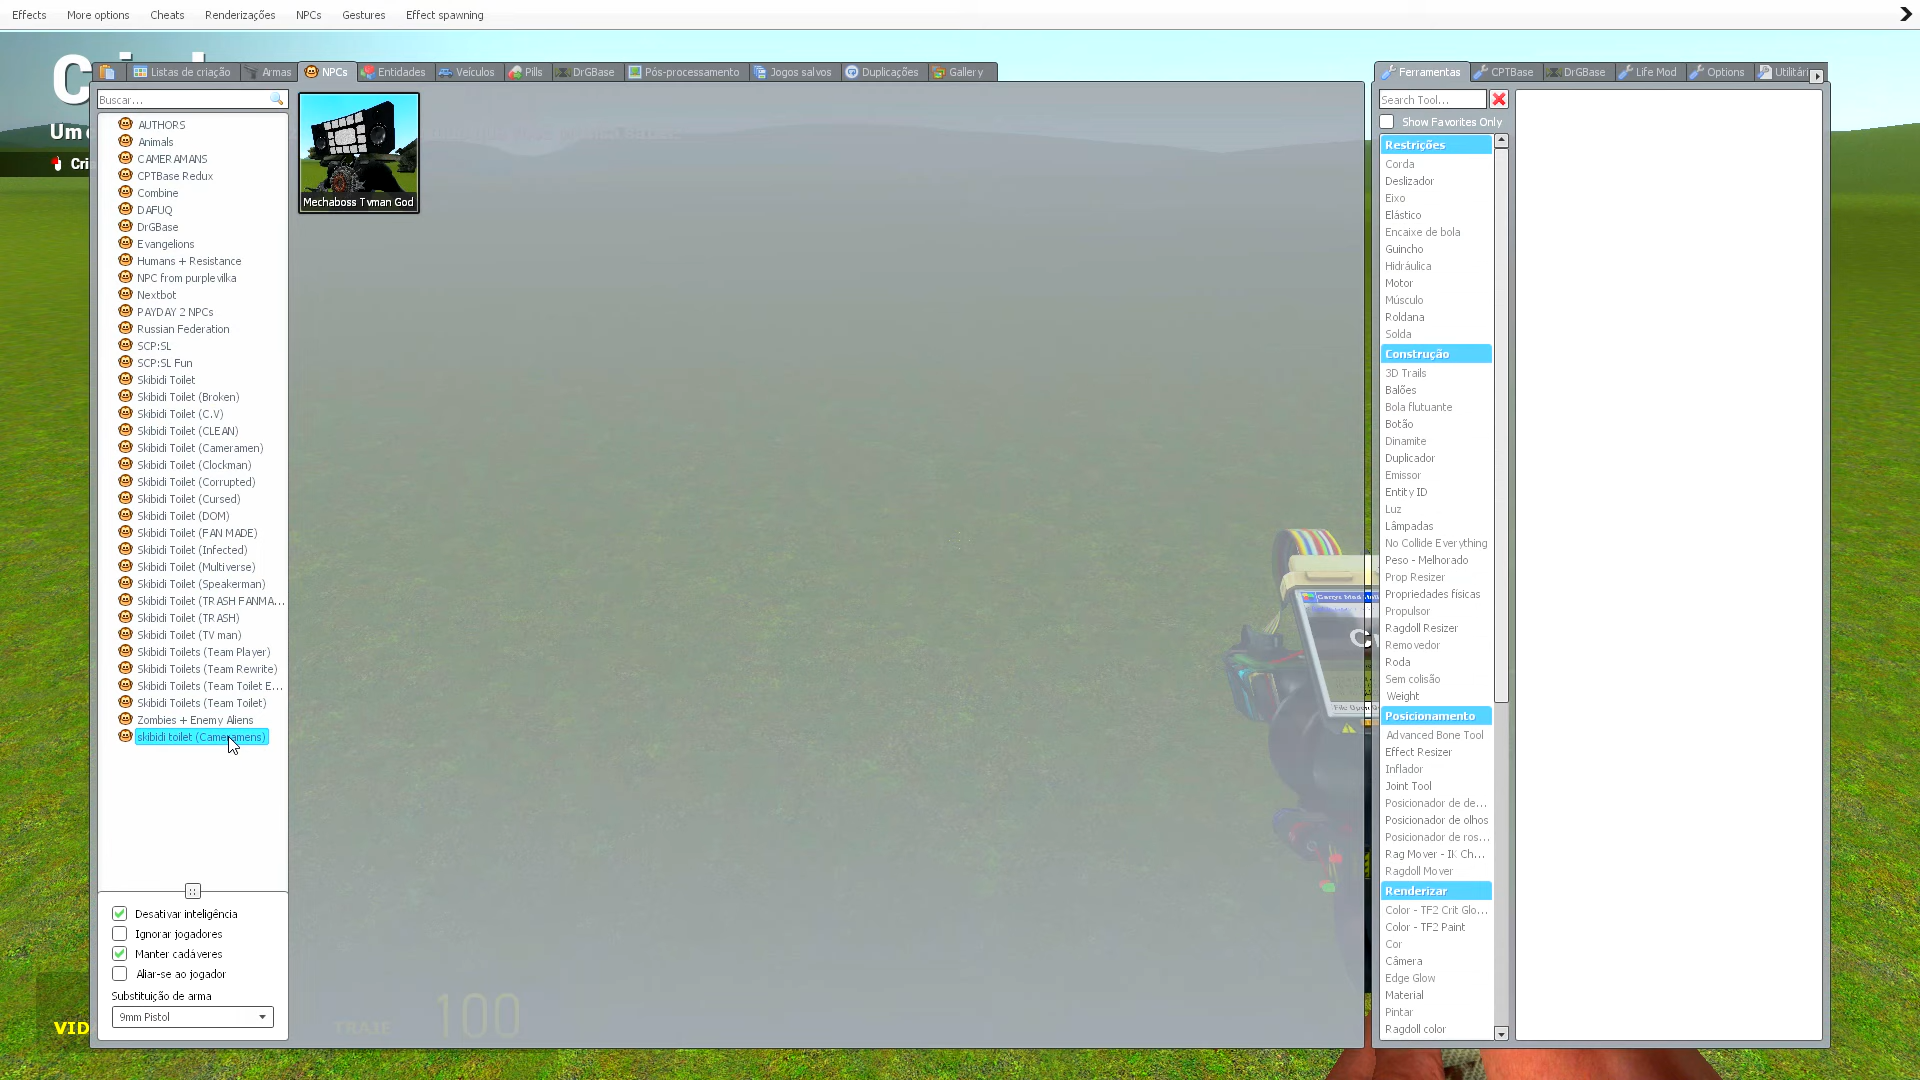 Effects More options Cheats Renderizações NPCs Gestures Effect spawning
Listas de criação Armas NPCs Entidades Veículos Pills DrGBase Pós-processamento Jogos salvos Duplicações Gallery
Buscar...
AUTHORS
Animals
CAMERAMANS
CPTBase Redux
Combine
DAFUQ
DrGBase
Evangelions
Humans + Resistance
NPC from purplevilka
Nextbot
PAYDAY 2 NPCs
Russian Federation
SCP:SL
SCP:SL Fun
Skibidi Toilet
Skibidi Toilet (Broken)
Skibidi Toilet (C.V)
Skibidi Toilet (CLEAN)
Skibidi Toilet (Cameramen)
Skibidi Toilet (Clockman)
Skibidi Toilet (Corrupted)
Skibidi Toilet (Cursed)
Skibidi Toilet (DOM)
Skibidi Toilet (FAN MADE)
Skibidi Toilet (Infected)
Skibidi Toilet (Multiverse)
Skibidi Toilet (Speakerman)
Skibidi Toilet (TRASH FANMA...
Skibidi Toilet (TRASH)
Skibidi Toilet (TV man)
Skibidi Toilets (Team Player)
Skibidi Toilets (Team Rewrite)
Skibidi Toilets (Team Toilet E...
Skibidi Toilets (Team Toilet)
Zombies + Enemy Aliens
skibidi toilet (Cameramens)
Desativar inteligência
Ignorar jogadores
Manter cadáveres
Aliar-se ao jogador
Substituição de arma
9mm Pistol
Mechaboss Tvman God
Um
Cri
VID
TRAJE 100
Ferramentas CPTBase DrGBase Life Mod Options Utilitári
Search Tool...
Show Favorites Only
Restrições
Corda
Deslizador
Eixo
Elástico
Encaixe de bola
Guincho
Hidráulica
Motor
Músculo
Roldana
Solda
Construção
3D Trails
Balões
Bola flutuante
Botão
Dinamite
Duplicador
Emissor
Entity ID
Luz
Lâmpadas
No Collide Everything
Peso - Melhorado
Prop Resizer
Propriedades físicas
Propulsor
Ragdoll Resizer
Removedor
Roda
Sem colisão
Weight
Posicionamento
Advanced Bone Tool
Effect Resizer
Inflador
Joint Tool
Posicionador de de...
Posicionador de olhos
Posicionador de ros...
Rag Mover - IK Ch...
Ragdoll Mover
Renderizar
Color - TF2 Crit Glo...
Color - TF2 Paint
Cor
Câmera
Edge Glow
Material
Pintar
Ragdoll color